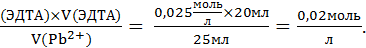 (ЭДТА)×V(ЭДТА)/V(Pb²⁺) = 0,025 моль/л ×20мл/25мл = 0,02моль/л.